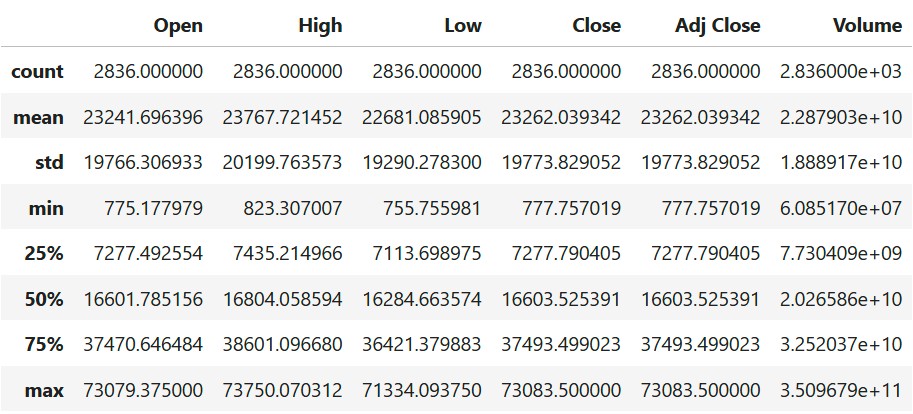 Open High Low Close Adj Close Volume
count 2836.000000 2836.000000 2836.000000 2836.000000 2836.000000 2.836000e+03
mean 23241.696396 23767.721452 22681.085905 23262.039342 23262.039342 2.287903e+10
std 19766.306933 20199.763573 19290.278300 19773.829052 19773.829052 1.888917e+10
min 775.177979 823.307007 755.755981 777.757019 777.757019 6.085170e+07
25% 7277.492554 7435.214966 7113.698975 7277.790405 7277.790405 7.730409e+09
50% 16601.785156 16804.058594 16284.663574 16603.525391 16603.525391 2.026586e+10
75% 37470.646484 38601.096680 36421.379883 37493.499023 37493.499023 3.252037e+10
max 73079.375000 73750.070312 71334.093750 73083.500000 73083.500000 3.509679e+11